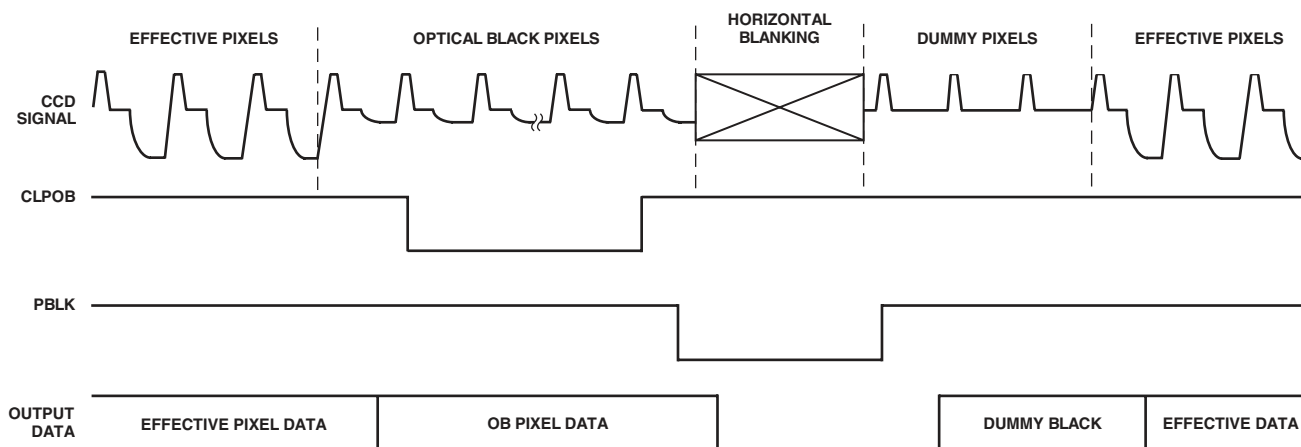 EFFECTIVE PIXELS
OPTICAL BLACK PIXELS
HORIZONTAL
BLANKING
DUMMY PIXELS
EFFECTIVE PIXELS
CCD
SIGNAL
CLPOB
PBLK
OUTPUT
DATA
EFFECTIVE PIXEL DATA
OB PIXEL DATA
DUMMY BLACK
EFFECTIVE DATA